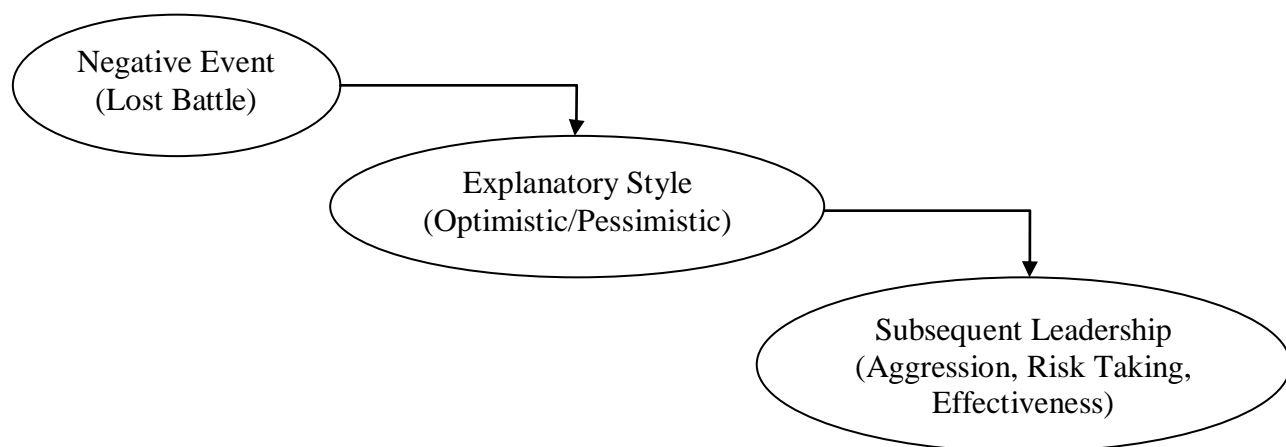 Negative Event
(Lost Battle)
Explanatory Style
(Optimistic/Pessimistic)
Subsequent Leadership
(Aggression, Risk Taking,
Effectiveness)